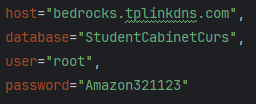 host="bedrocks.tplinkdns.com",
database="StudentCabinetCurs",
user="root",
password="Amazon321123"